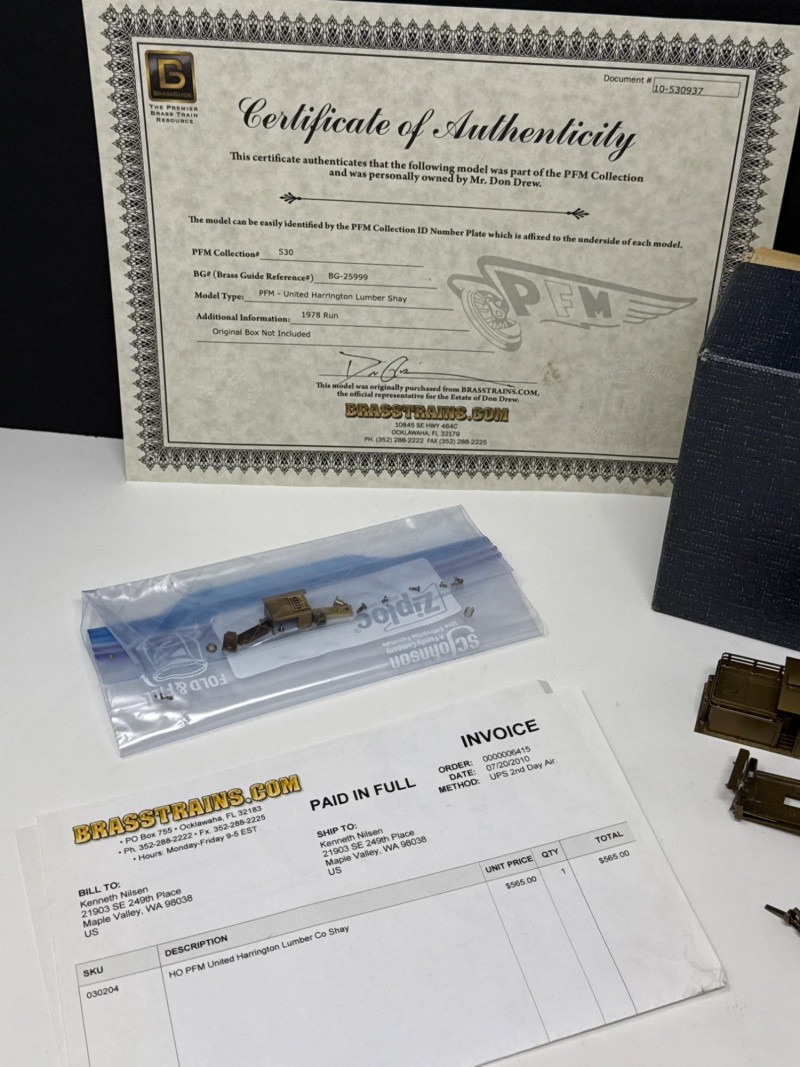 B
BRASSGUIDE
THE PREMIER
BRASS TRAIN
RESOURCE
Document # 10-530937
Certificate of Authenticity
This certificate authenticates that the following model was part of the PFM Collection
and was personally owned by Mr. Don Drew.
The model can be easily identified by the PFM Collection ID Number Plate which is affixed to the underside of each model.
PFM Collection# 530
BG# (Brass Guide Reference#) BG-25999
Model Type: PFM - United Harrington Lumber Shay
Additional Information: 1978 Run
Original Box Not Included
PFM
This model was originally purchased from BRASSTRAINS.COM,
the official representative for the Estate of Don Drew.
BRASSTRAINS.COM
10845 SE HWY 464C
OCKLAWAHA, FL 32179
PH. (352) 288-2222 FAX (352) 288-2225
Ziploc
SC Johnson
A Family Company
FOLD & FILL
INVOICE
ORDER: 0000006415
DATE: 07/20/2010
METHOD: UPS 2nd Day Air.
BRASSTRAINS.COM
PAID IN FULL
• PO Box 755 • Ocklawaha, FL 32183
• Ph. 352-288-2222 • Fx. 352-288-2225
• Hours: Monday-Friday 9-5 EST
SHIP TO:
Kenneth Nilsen
21903 SE 249th Place
Maple Valley, WA 98038
US
BILL TO:
Kenneth Nilsen
21903 SE 249th Place
Maple Valley, WA 98038
US
SKU DESCRIPTION UNIT PRICE QTY TOTAL
030204 HO PFM United Harrington Lumber Co Shay $565.00 1 $565.00